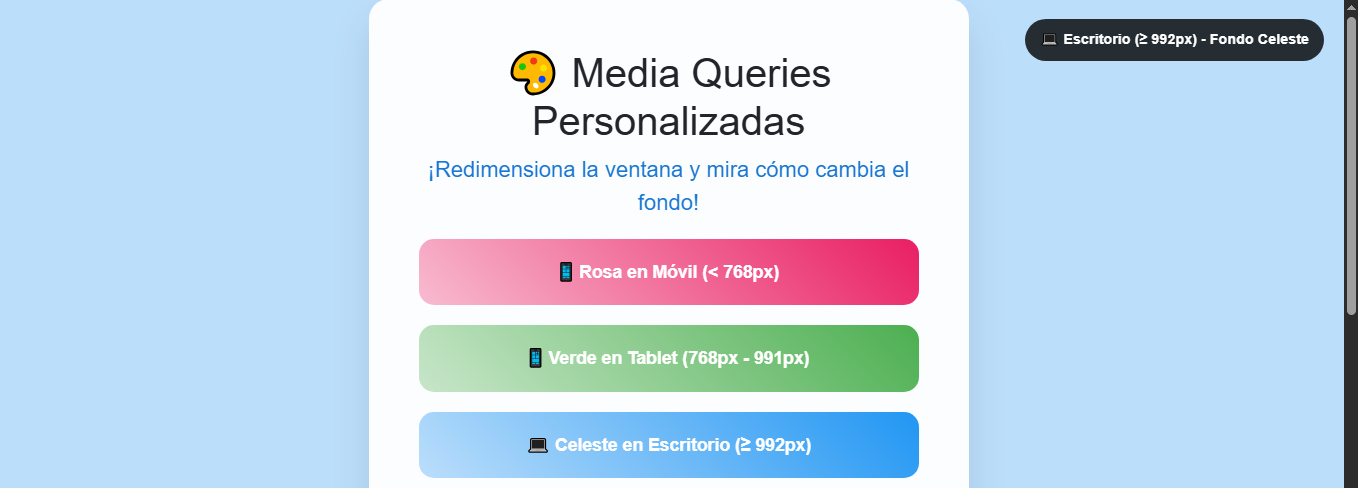 💻 Escritorio (≥ 992px) - Fondo Celeste
🎨 Media Queries
Personalizadas
¡Redimensiona la ventana y mira cómo cambia el
fondo!
📱 Rosa en Móvil (< 768px)
📱 Verde en Tablet (768px - 991px)
💻 Celeste en Escritorio (≥ 992px)